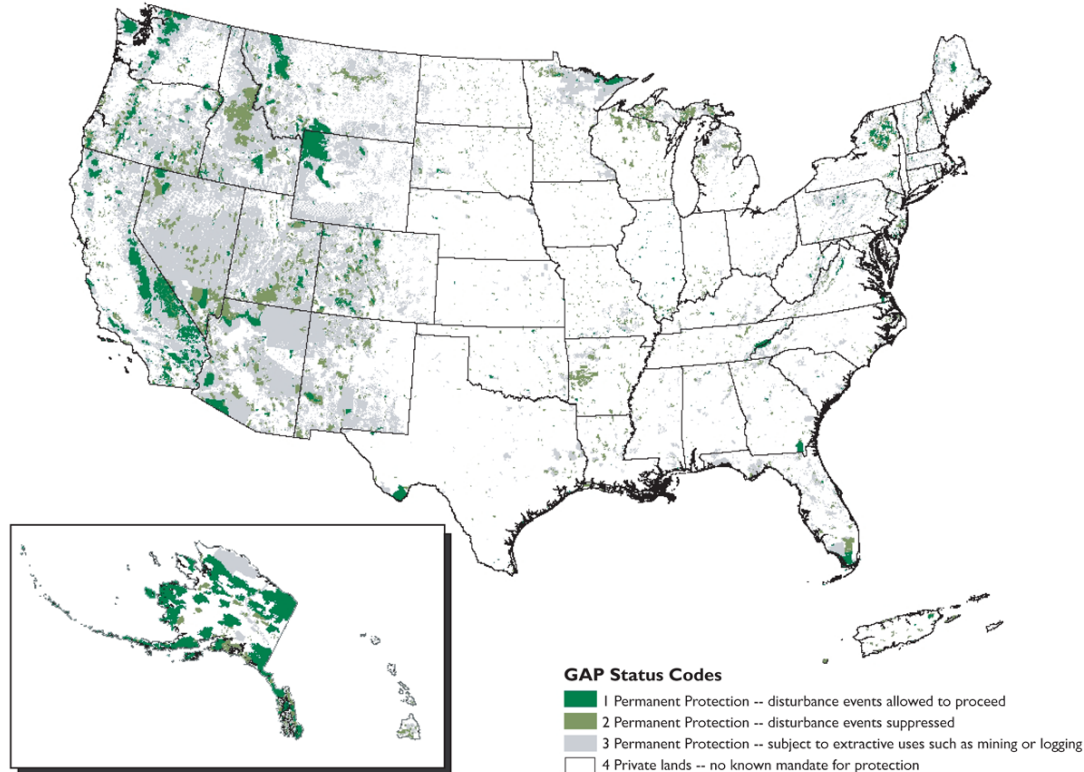 GAP Status Codes
1 Permanent Protection -- disturbance events allowed to proceed
2 Permanent Protection -- disturbance events suppressed
3 Permanent Protection -- subject to extractive uses such as mining or logging
4 Private lands -- no known mandate for protection